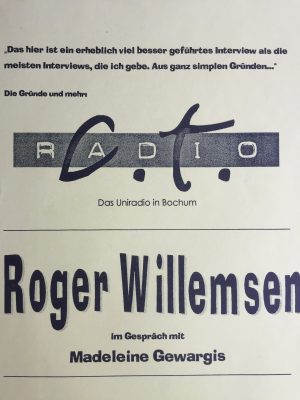 „Das hier ist ein erheblich viel besser geführtes Interview als die
meisten Interviews, die ich gebe. Aus ganz simplen Gründen..."
Die Gründe und mehr:
RADIO
c.t.
Das Uniradio in Bochum
Roger Willemsen
im Gespräch mit
Madeleine Gewargis